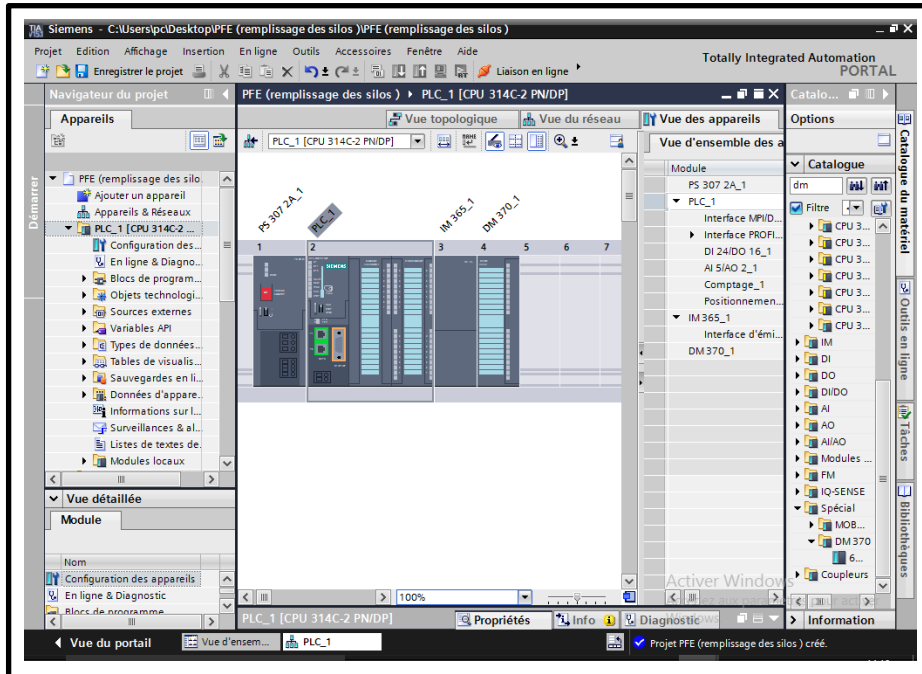 Siemens - C:\Users\pc\Desktop\PFE (remplissage des silos )\PFE (remplissage des silos )
Projet Edition Affichage Insertion En ligne Outils Accessoires Fenêtre Aide
Totally Integrated Automation
PORTAL
Enregistrer le projet
Liaison en ligne
Navigateur du projet
Appareils
Démarrer
PFE (remplissage des silo...
Ajouter un appareil
Appareils & Réseaux
PLC_1 [CPU 314C-2 ...
Configuration des...
En ligne & Diagno...
Blocs de program...
Objets technologi...
Sources externes
Variables API
Types de données...
Tables de visualis...
Sauvegardes en li...
Données d'appare...
Informations sur l...
Surveillances & al...
Listes de textes de...
Modules locaux
Vue détaillée
Module
Nom
Configuration des appareils
En ligne & Diagnostic
Blocs de programme
PFE (remplissage des silos ) PLC_1 [CPU 314C-2 PN/DP]
Vue topologique
Vue du réseau
Vue des appareils
PLC_1 [CPU 314C-2 PN/DP]
PS 307 2A_1
PLC_1
IM 365_1
DM 370_1
1 2 3 4 5 6 7
SIEMENS
100%
Vue d'ensemble des a
Module
PS 307 2A_1
PLC_1
Interface MPI/D...
Interface PROFI...
DI 24/DO 16_1
AI 5/AO 2_1
Comptage_1
Positionnemen...
IM 365_1
Interface d'émi...
DM 370_1
Catalo...
Options
Catalogue
dm
Filtre
CPU 3...
CPU 3...
CPU 3...
CPU 3...
CPU 3...
CPU 3...
CPU 3...
IM
DI
DO
DI/DO
AI
AO
AI/AO
Modules ...
FM
IQ-SENSE
Spécial
MOB...
DM 370
6...
Coupleurs
Information
Catalogue du matériel
Outils en ligne
Tâches
Bibliothèques
Activer Windows
PLC_1 [CPU 314C-2 PN/DP]
Propriétés
Info
Diagnostic
Vue du portail
Vue d'ensem...
PLC_1
Projet PFE (remplissage des silos ) créé.